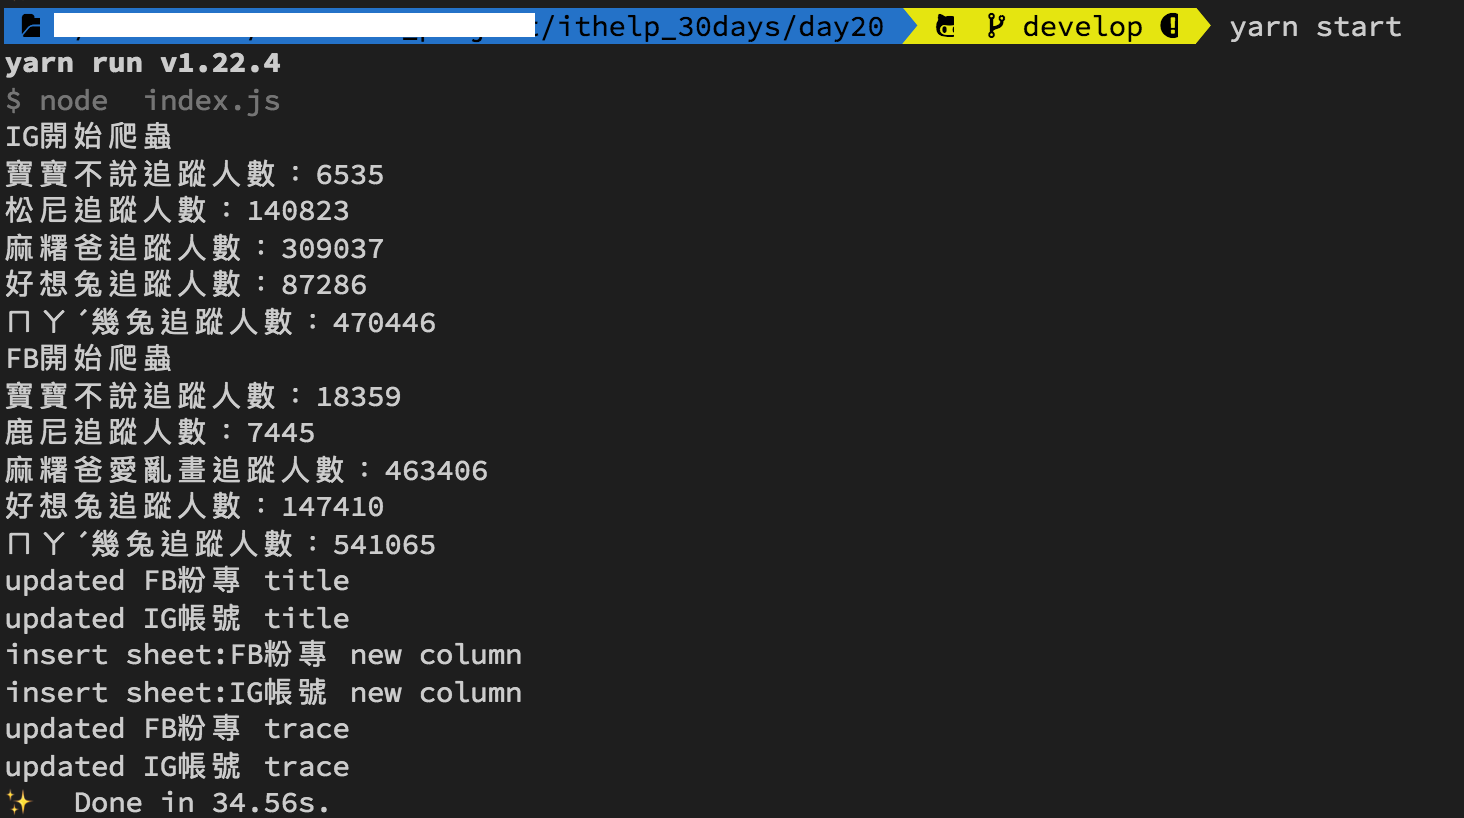 /ithelp_30days/day20 develop yarn start
yarn run v1.22.4
$ node  index.js
IG開始爬蟲
寶寶不說追蹤人數：6535
松尼追蹤人數：140823
麻糬爸追蹤人數：309037
好想兔追蹤人數：87286
ㄇㄚˊ幾兔追蹤人數：470446
FB開始爬蟲
寶寶不說追蹤人數：18359
鹿尼追蹤人數：7445
麻糬爸愛亂畫追蹤人數：463406
好想兔追蹤人數：147410
ㄇㄚˊ幾兔追蹤人數：541065
updated FB粉專 title
updated IG帳號 title
insert sheet:FB粉專 new column
insert sheet:IG帳號 new column
updated FB粉專 trace
updated IG帳號 trace
✨  Done in 34.56s.